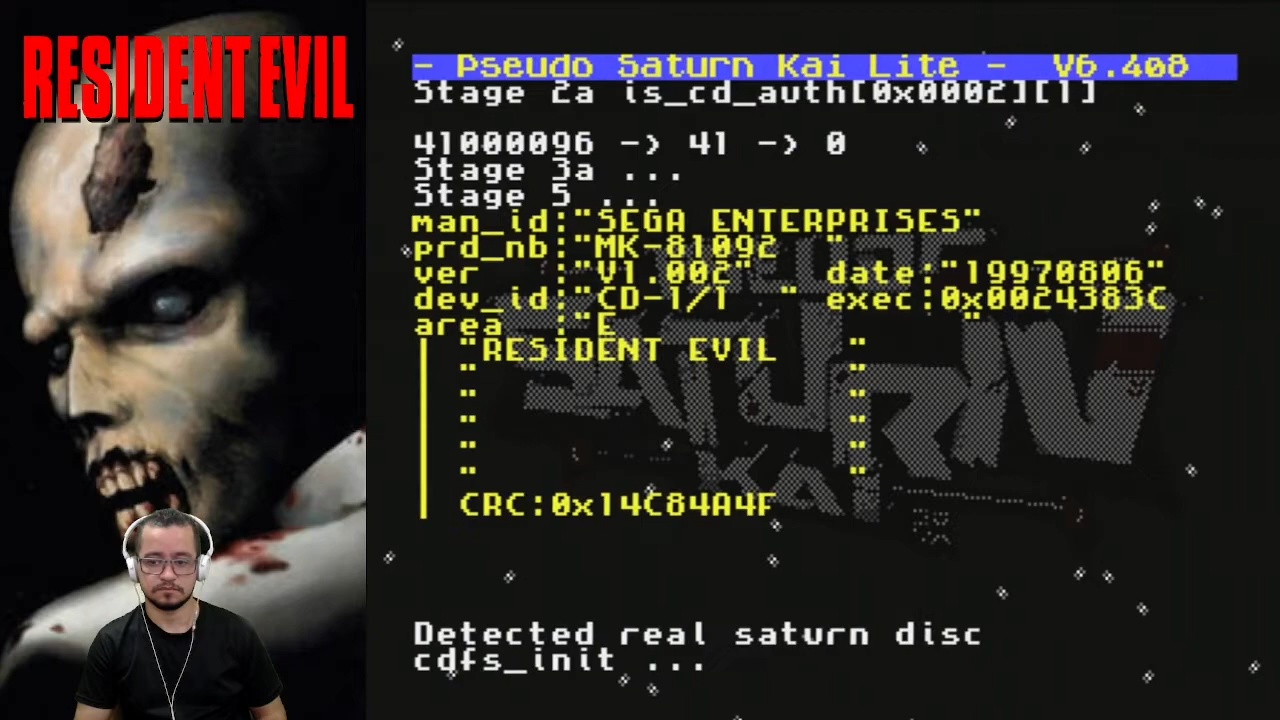 RESIDENT EVIL
- Pseudo Saturn Kai Lite - V6.408
Stage 2a is_cd_auth[0x0002][1]
41000096 -> 41 -> 0
Stage 3a ...
Stage 5 ...
man_id:"SEGA ENTERPRISES"
prd_nb:"MK-81092 "
ver :"V1.002" date:"19970806"
dev_id:"CD-1/1 " exec:0x0024383C
area :"E "
"RESIDENT EVIL "
" "
" "
" "
" "
" "
CRC:0x14C84A4F
Detected real saturn disc
cdfs_init ...
SATURN
KAI